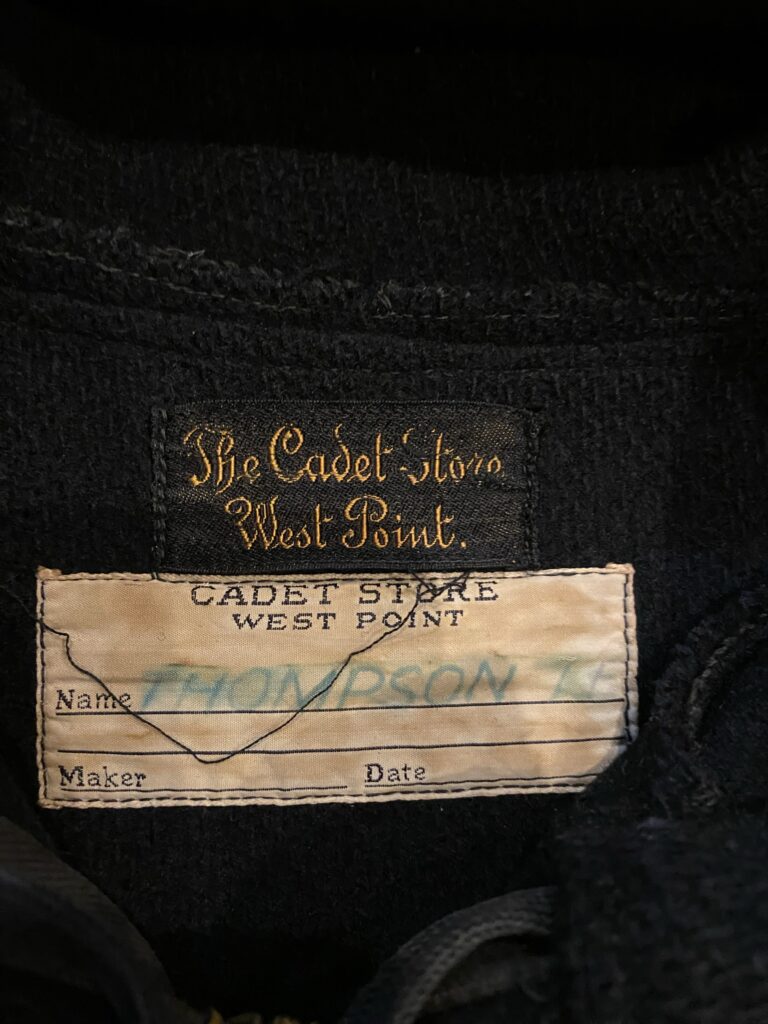 The Cadet Store
West Point.
CADET STORE
WEST POINT
Name THOMPSON
Maker Date